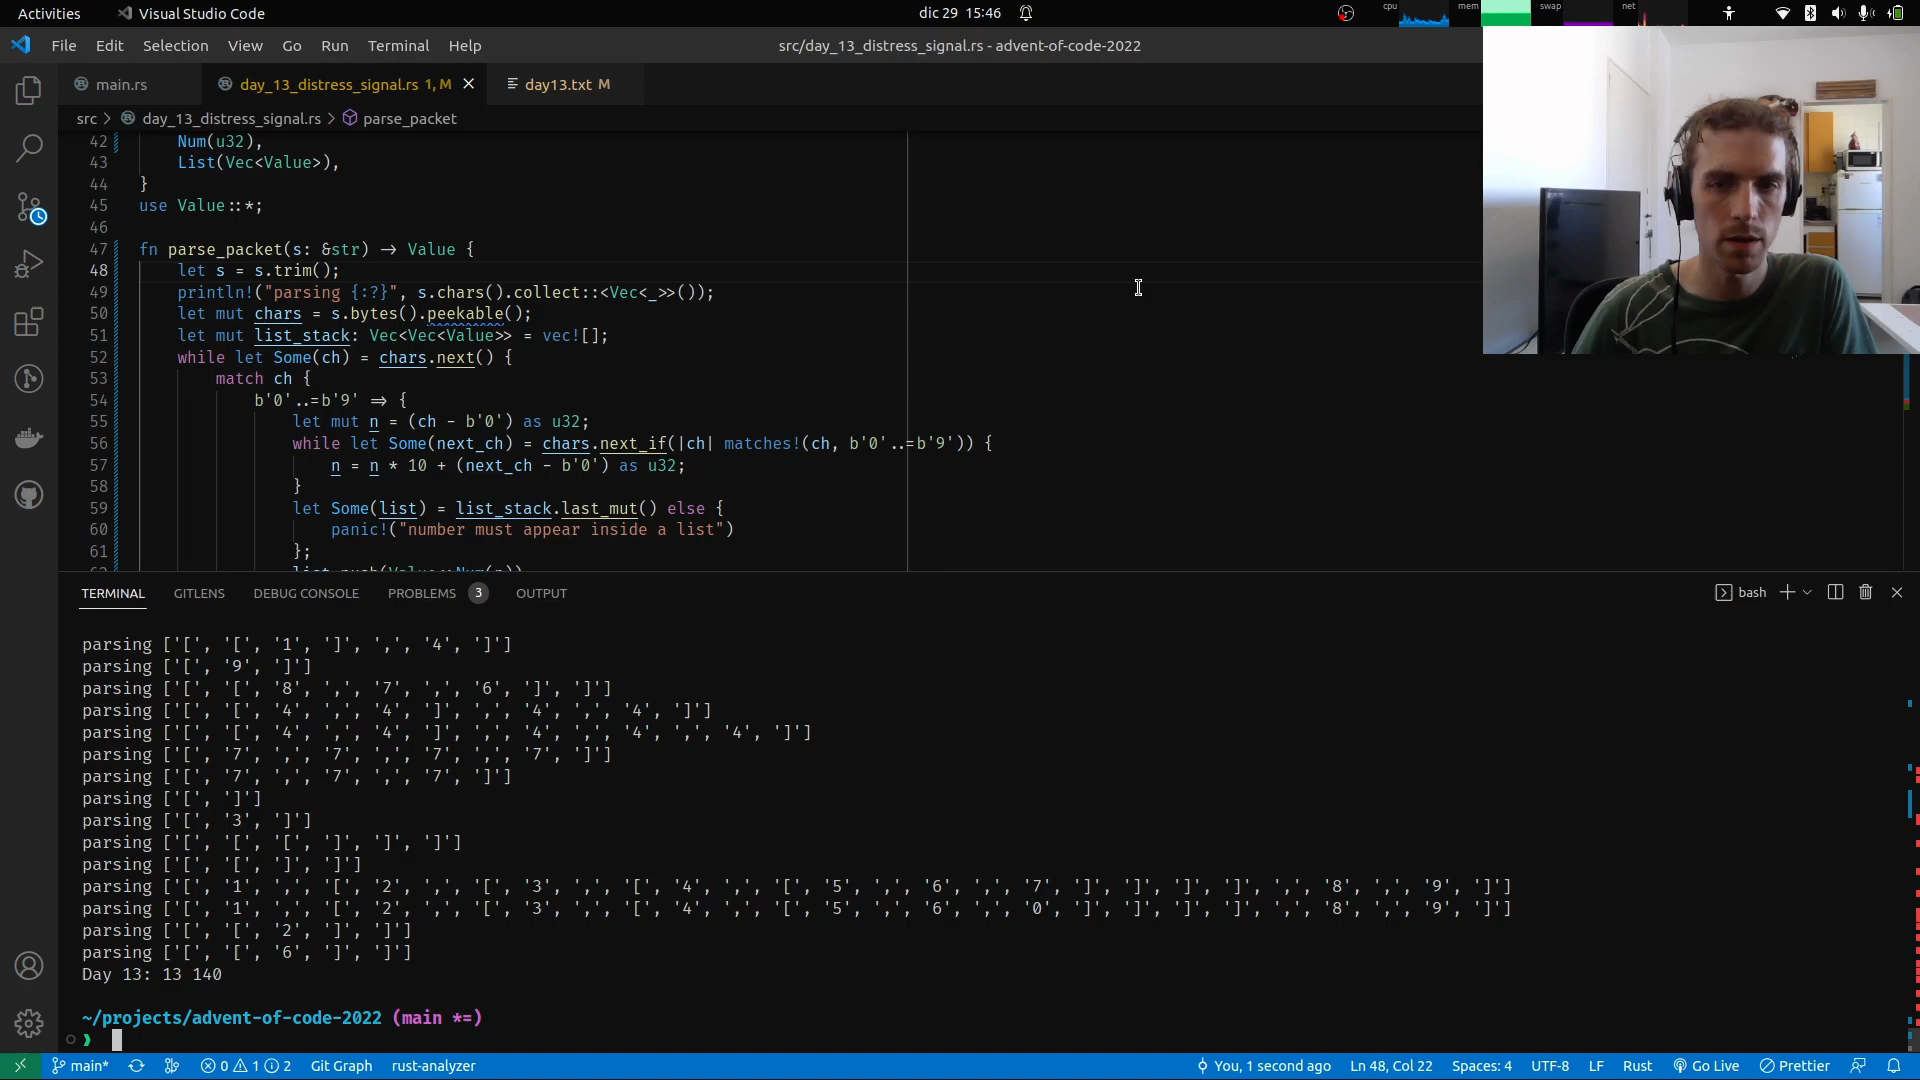 Activities Visual Studio Code dic 29 15:46 cpu mem swap net
File Edit Selection View Go Run Terminal Help src/day_13_distress_signal.rs - advent-of-code-2022
main.rs day_13_distress_signal.rs 1, M day13.txt M
src > day_13_distress_signal.rs > parse_packet
42 Num(u32),
43 List(Vec<Value>),
44 }
45 use Value::*;
46
47 fn parse_packet(s: &str) -> Value {
48 let s = s.trim();
49 println!("parsing {:?}", s.chars().collect::<Vec<_>>());
50 let mut chars = s.bytes().peekable();
51 let mut list_stack: Vec<Vec<Value>> = vec![];
52 while let Some(ch) = chars.next() {
53 match ch {
54 b'0'..=b'9' => {
55 let mut n = (ch - b'0') as u32;
56 while let Some(next_ch) = chars.next_if(|ch| matches!(ch, b'0'..=b'9')) {
57 n = n * 10 + (next_ch - b'0') as u32;
58 }
59 let Some(list) = list_stack.last_mut() else {
60 panic!("number must appear inside a list")
61 };
TERMINAL GITLENS DEBUG CONSOLE PROBLEMS 3 OUTPUT bash
parsing ['[', '[', '1', ']', ',', '4', ']']
parsing ['[', '9', ']']
parsing ['[', '[', '8', ',', '7', ',', '6', ']', ']']
parsing ['[', '[', '4', ',', '4', ']', ',', '4', ',', '4', ']']
parsing ['[', '[', '4', ',', '4', ']', ',', '4', ',', '4', ',', '4', ']']
parsing ['[', '7', ',', '7', ',', '7', ',', '7', ']']
parsing ['[', '7', ',', '7', ',', '7', ']']
parsing ['[', ']']
parsing ['[', '3', ']']
parsing ['[', '[', '[', ']', ']', ']']
parsing ['[', '[', ']', ']']
parsing ['[', '1', ',', '[', '2', ',', '[', '3', ',', '[', '4', ',', '[', '5', ',', '6', ',', '7', ']', ']', ']', ']', ',', '8', ',', '9', ']']
parsing ['[', '1', ',', '[', '2', ',', '[', '3', ',', '[', '4', ',', '[', '5', ',', '6', ',', '0', ']', ']', ']', ']', ',', '8', ',', '9', ']']
parsing ['[', '[', '2', ']', ']']
parsing ['[', '[', '6', ']', ']']
Day 13: 13 140
~/projects/advent-of-code-2022 (main *=)
❯
main* 0 1 2 Git Graph rust-analyzer You, 1 second ago Ln 48, Col 22 Spaces: 4 UTF-8 LF Rust Go Live Prettier